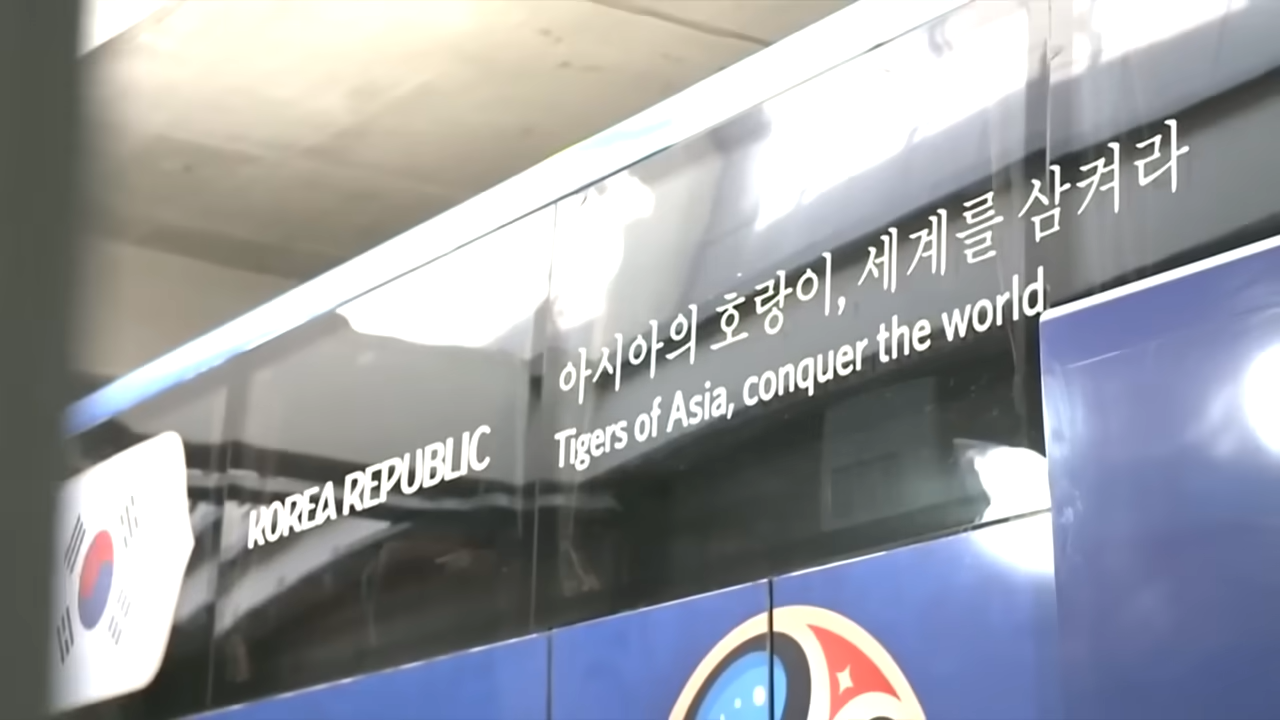 KOREA REPUBLIC
아시아의 호랑이, 세계를 삼켜라
Tigers of Asia, conquer the world